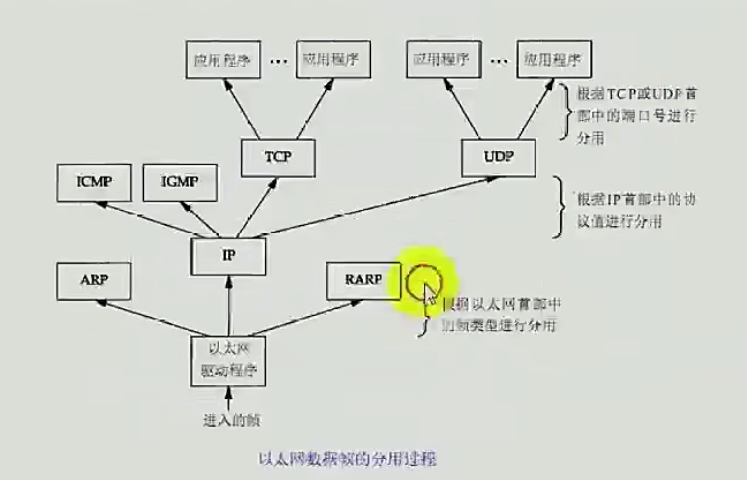 应用程序 … 应用程序 应用程序 … 应用程序
根据TCP或UDP首
部中的端口号进行
分用
TCP UDP
ICMP IGMP
根据IP首部中的协
议值进行分用
IP
ARP RARP
根据以太网首部中
的帧类型进行分用
以太网
驱动程序
进入的帧
以太网数据帧的分用过程